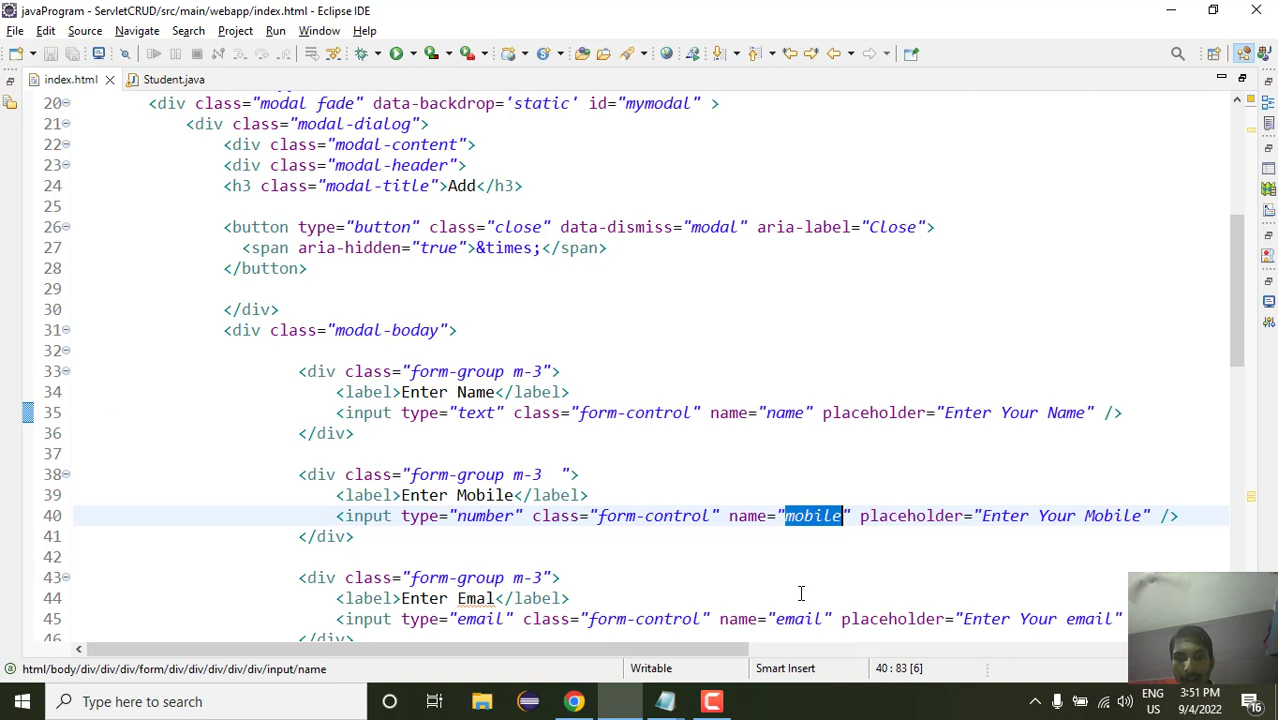 javaProgram - ServletCRUD/src/main/webapp/index.html - Eclipse IDE
File Edit Source Navigate Search Project Run Window Help
index.html Student.java
20 <div class="modal fade" data-backdrop='static' id="mymodal" >
21 <div class="modal-dialog">
22 <div class="modal-content">
23 <div class="modal-header">
24 <h3 class="modal-title">Add</h3>
25
26 <button type="button" class="close" data-dismiss="modal" aria-label="Close">
27 <span aria-hidden="true">&times;</span>
28 </button>
29
30 </div>
31 <div class="modal-boday">
32
33 <div class="form-group m-3">
34 <label>Enter Name</label>
35 <input type="text" class="form-control" name="name" placeholder="Enter Your Name" />
36 </div>
37
38 <div class="form-group m-3  ">
39 <label>Enter Mobile</label>
40 <input type="number" class="form-control" name="mobile" placeholder="Enter Your Mobile" />
41 </div>
42
43 <div class="form-group m-3">
44 <label>Enter Emal</label>
45 <input type="email" class="form-control" name="email" placeholder="Enter Your email"
46 </div>
html/body/div/div/div/form/div/div/div/input/name Writable Smart Insert 40 : 83 [6]
Type here to search ENG IN 3:51 PM 9/4/2022 16